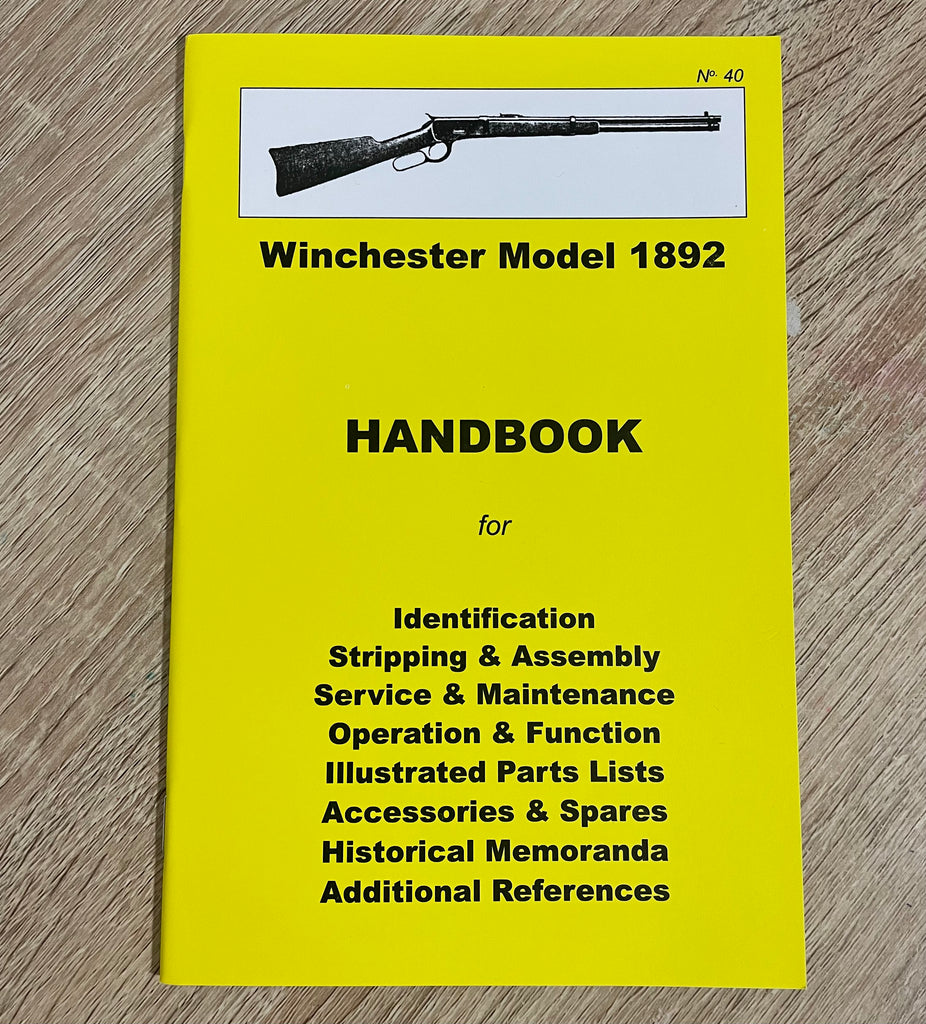 Nº. 40
Winchester Model 1892
HANDBOOK
for
Identification
Stripping & Assembly
Service & Maintenance
Operation & Function
Illustrated Parts Lists
Accessories & Spares
Historical Memoranda
Additional References